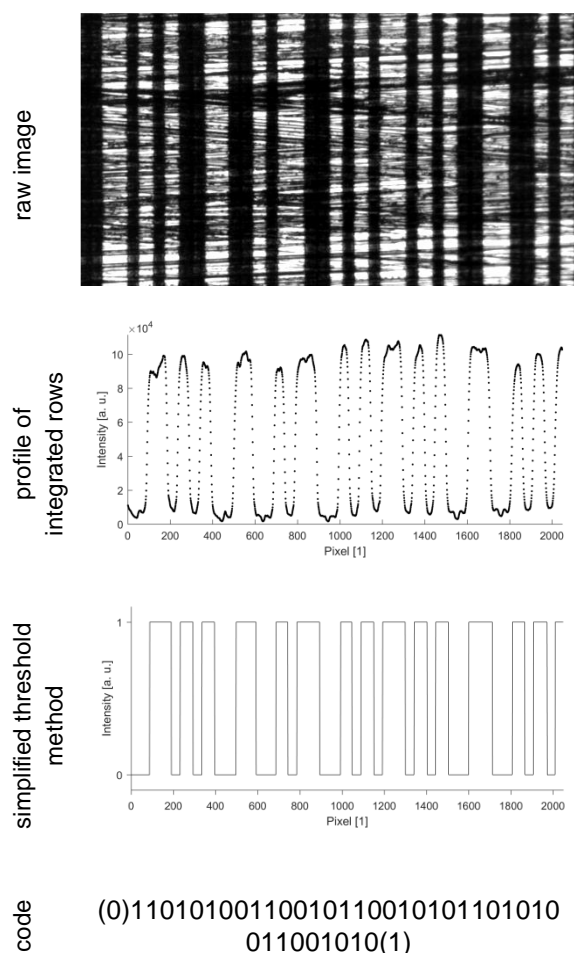 raw image
profile of
integrated rows
×10⁴
10
8
6
4
2
0
Intensity [a. u.]
0 200 400 600 800 1000 1200 1400 1600 1800 2000
Pixel [1]
simplified threshold
method
1
0
Intensity [a. u.]
0 200 400 600 800 1000 1200 1400 1600 1800 2000
Pixel [1]
code
(0)110101001100101100101011010100
011001010(1)